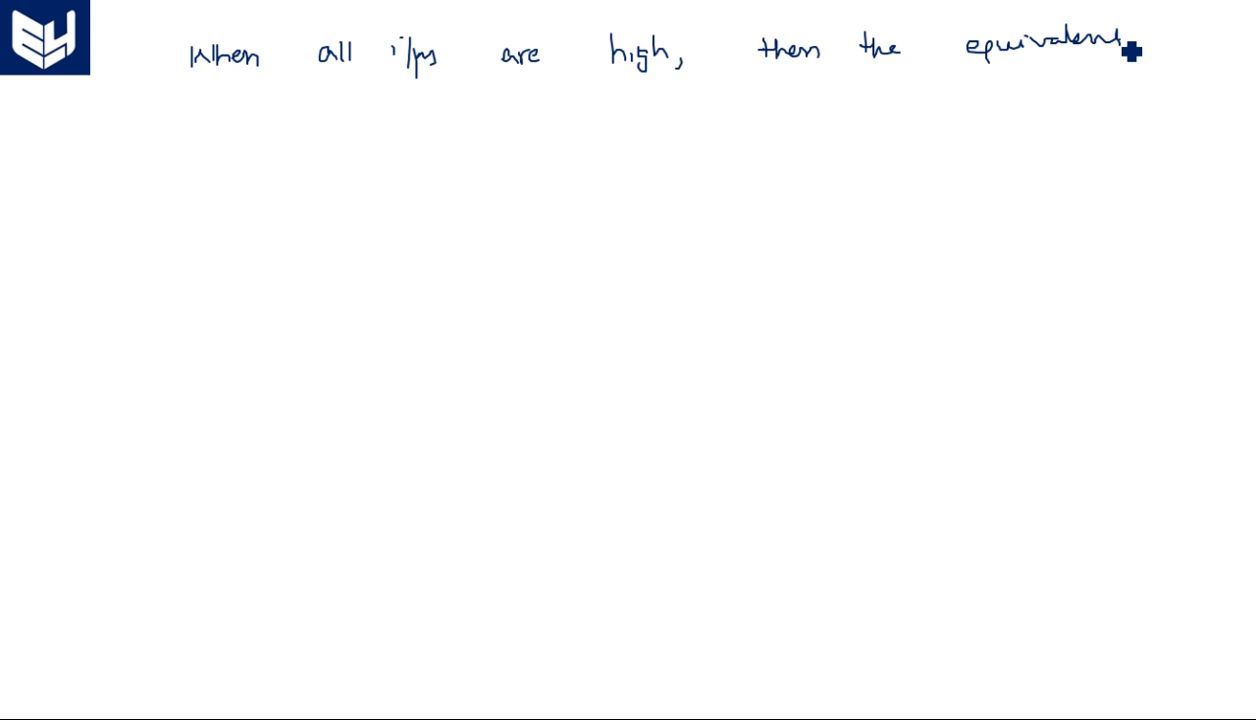 When all i/ps are high, then the equivalent